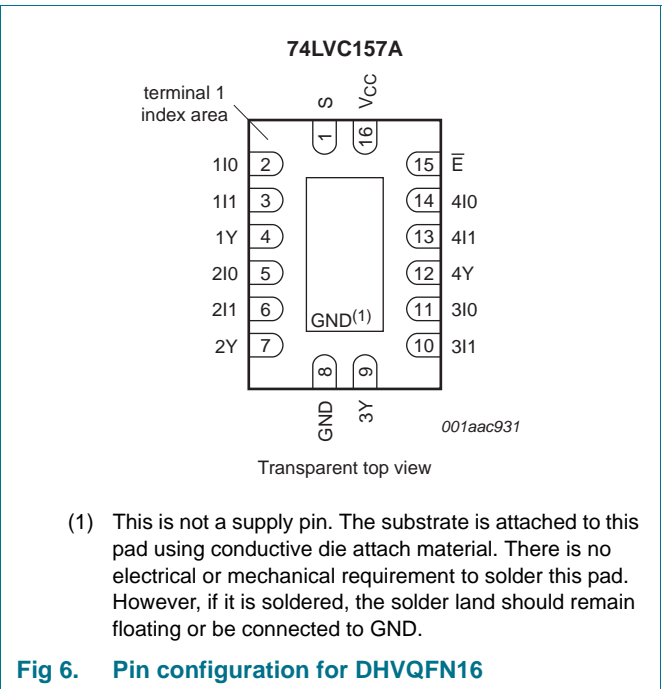 74LVC157A
terminal 1
index area
S
VCC
1
16
1I0 2 15 E̅
1I1 3 14 4I0
1Y 4 13 4I1
2I0 5 12 4Y
2I1 6 11 3I0
2Y 7 10 3I1
GND(1)
8
9
GND
3Y
001aac931
Transparent top view
(1) This is not a supply pin. The substrate is attached to this
pad using conductive die attach material. There is no
electrical or mechanical requirement to solder this pad.
However, if it is soldered, the solder land should remain
floating or be connected to GND.
Fig 6. Pin configuration for DHVQFN16